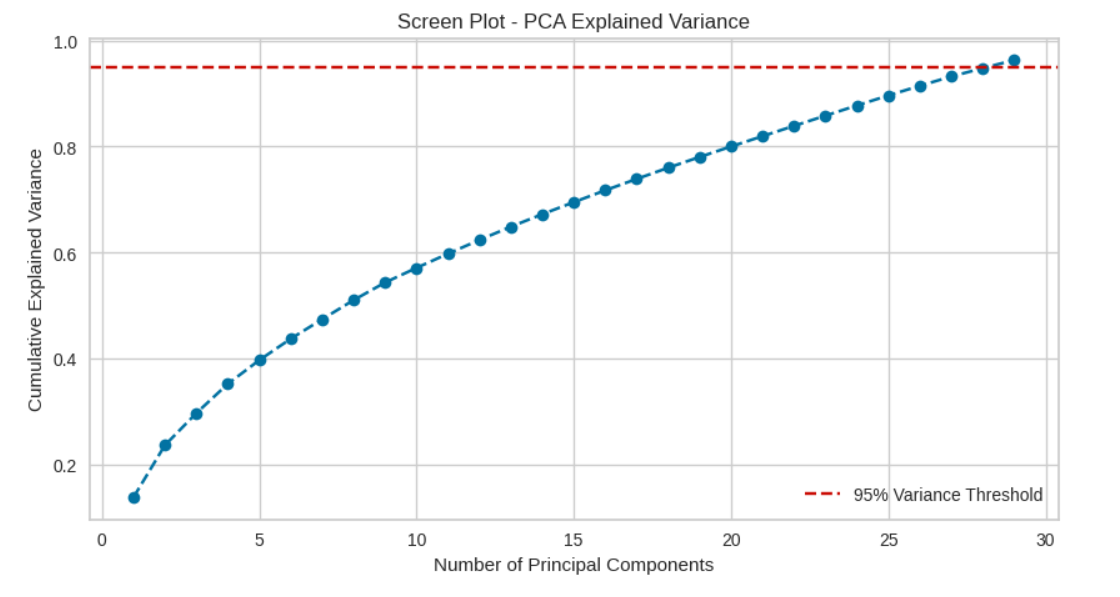 Screen Plot - PCA Explained Variance
Cumulative Explained Variance
1.0
0.8
0.6
0.4
0.2
95% Variance Threshold
0 5 10 15 20 25 30
Number of Principal Components